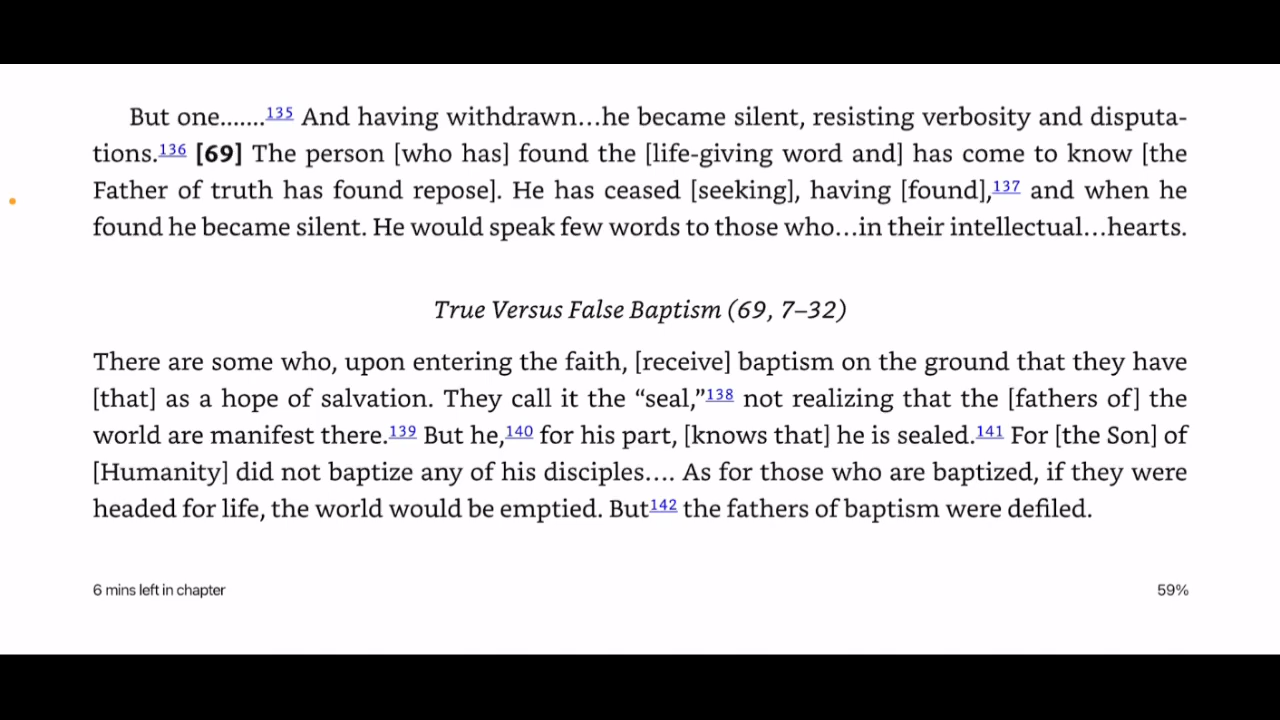 But one.......135 And having withdrawn...he became silent, resisting verbosity and disputa-
tions.136 [69] The person [who has] found the [life-giving word and] has come to know [the
Father of truth has found repose]. He has ceased [seeking], having [found],137 and when he
found he became silent. He would speak few words to those who...in their intellectual...hearts.
True Versus False Baptism (69, 7–32)
There are some who, upon entering the faith, [receive] baptism on the ground that they have
[that] as a hope of salvation. They call it the “seal,”138 not realizing that the [fathers of] the
world are manifest there.139 But he,140 for his part, [knows that] he is sealed.141 For [the Son] of
[Humanity] did not baptize any of his disciples.... As for those who are baptized, if they were
headed for life, the world would be emptied. But142 the fathers of baptism were defiled.
6 mins left in chapter
59%